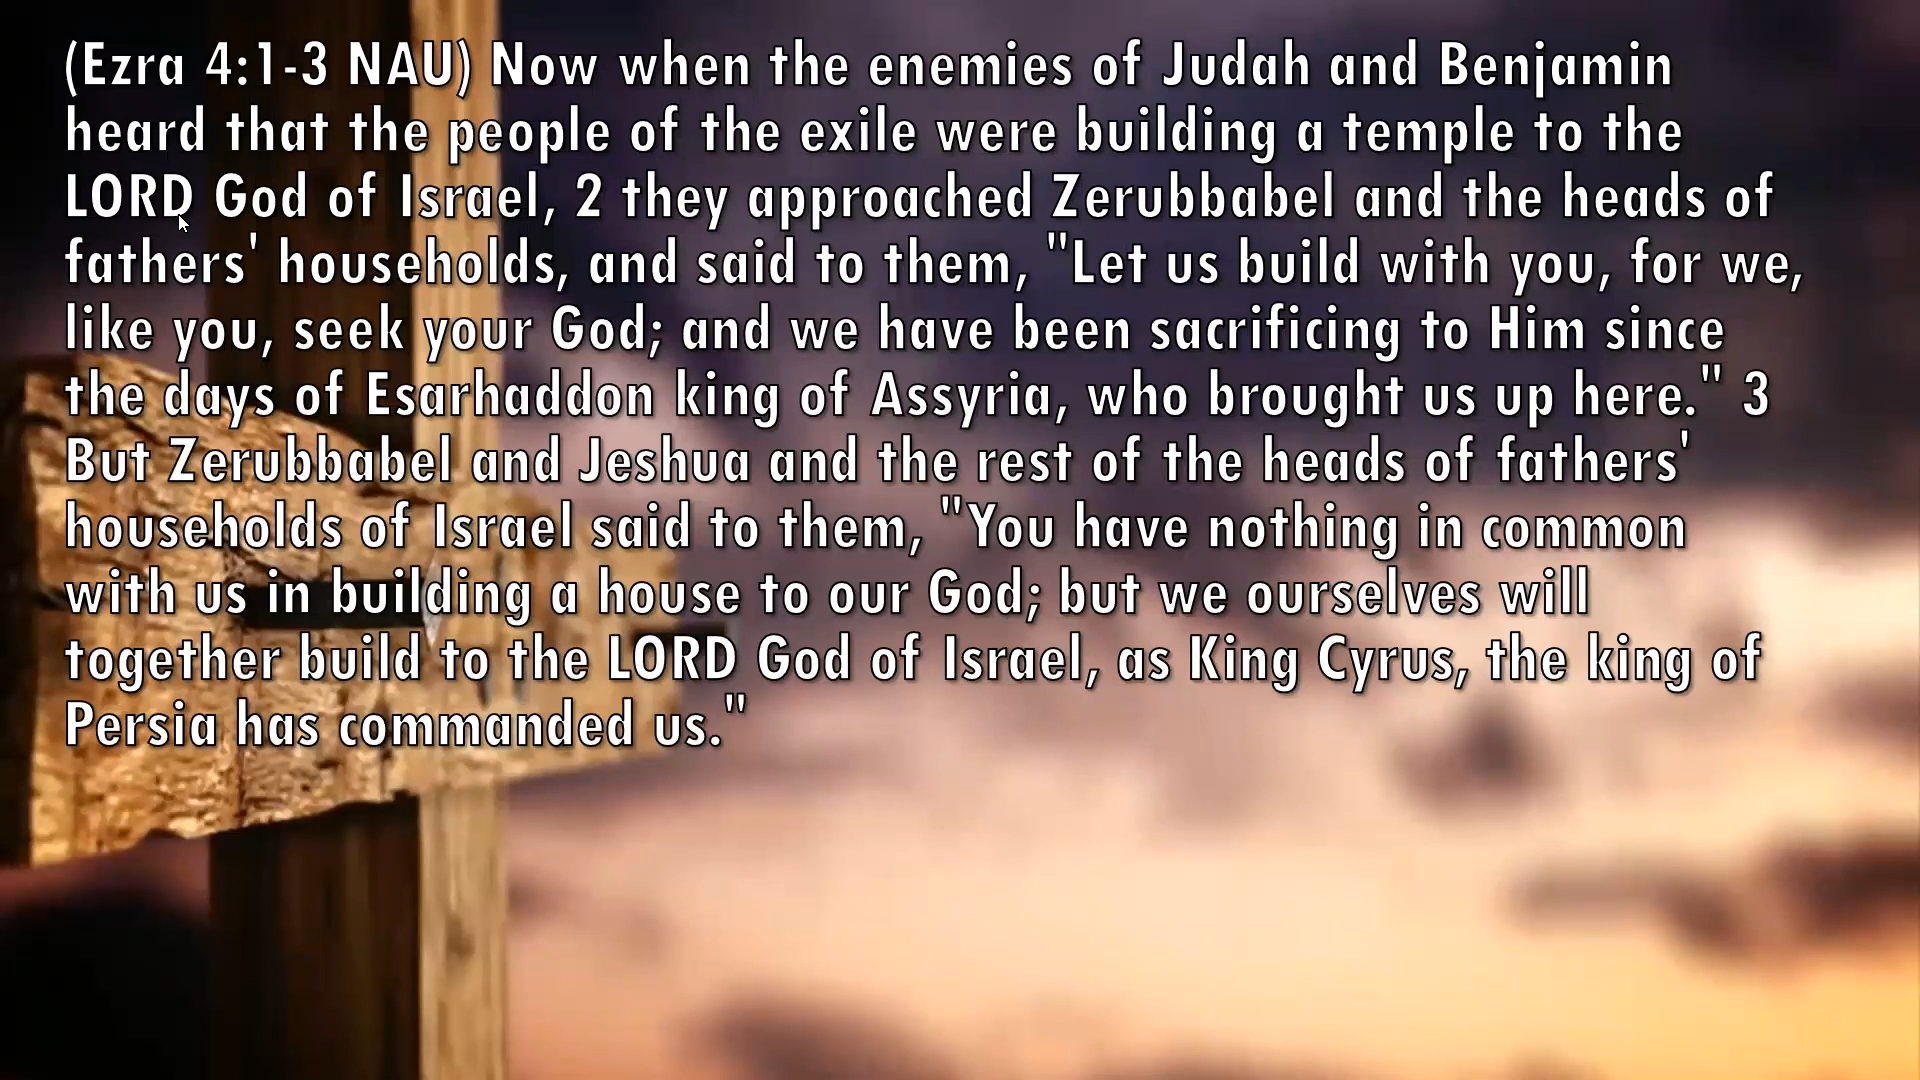 (Ezra 4:1-3 NAU) Now when the enemies of Judah and Benjamin
heard that the people of the exile were building a temple to the
LORD God of Israel, 2 they approached Zerubbabel and the heads of
fathers' households, and said to them, "Let us build with you, for we,
like you, seek your God; and we have been sacrificing to Him since
the days of Esarhaddon king of Assyria, who brought us up here." 3
But Zerubbabel and Jeshua and the rest of the heads of fathers'
households of Israel said to them, "You have nothing in common
with us in building a house to our God; but we ourselves will
together build to the LORD God of Israel, as King Cyrus, the king of
Persia has commanded us."